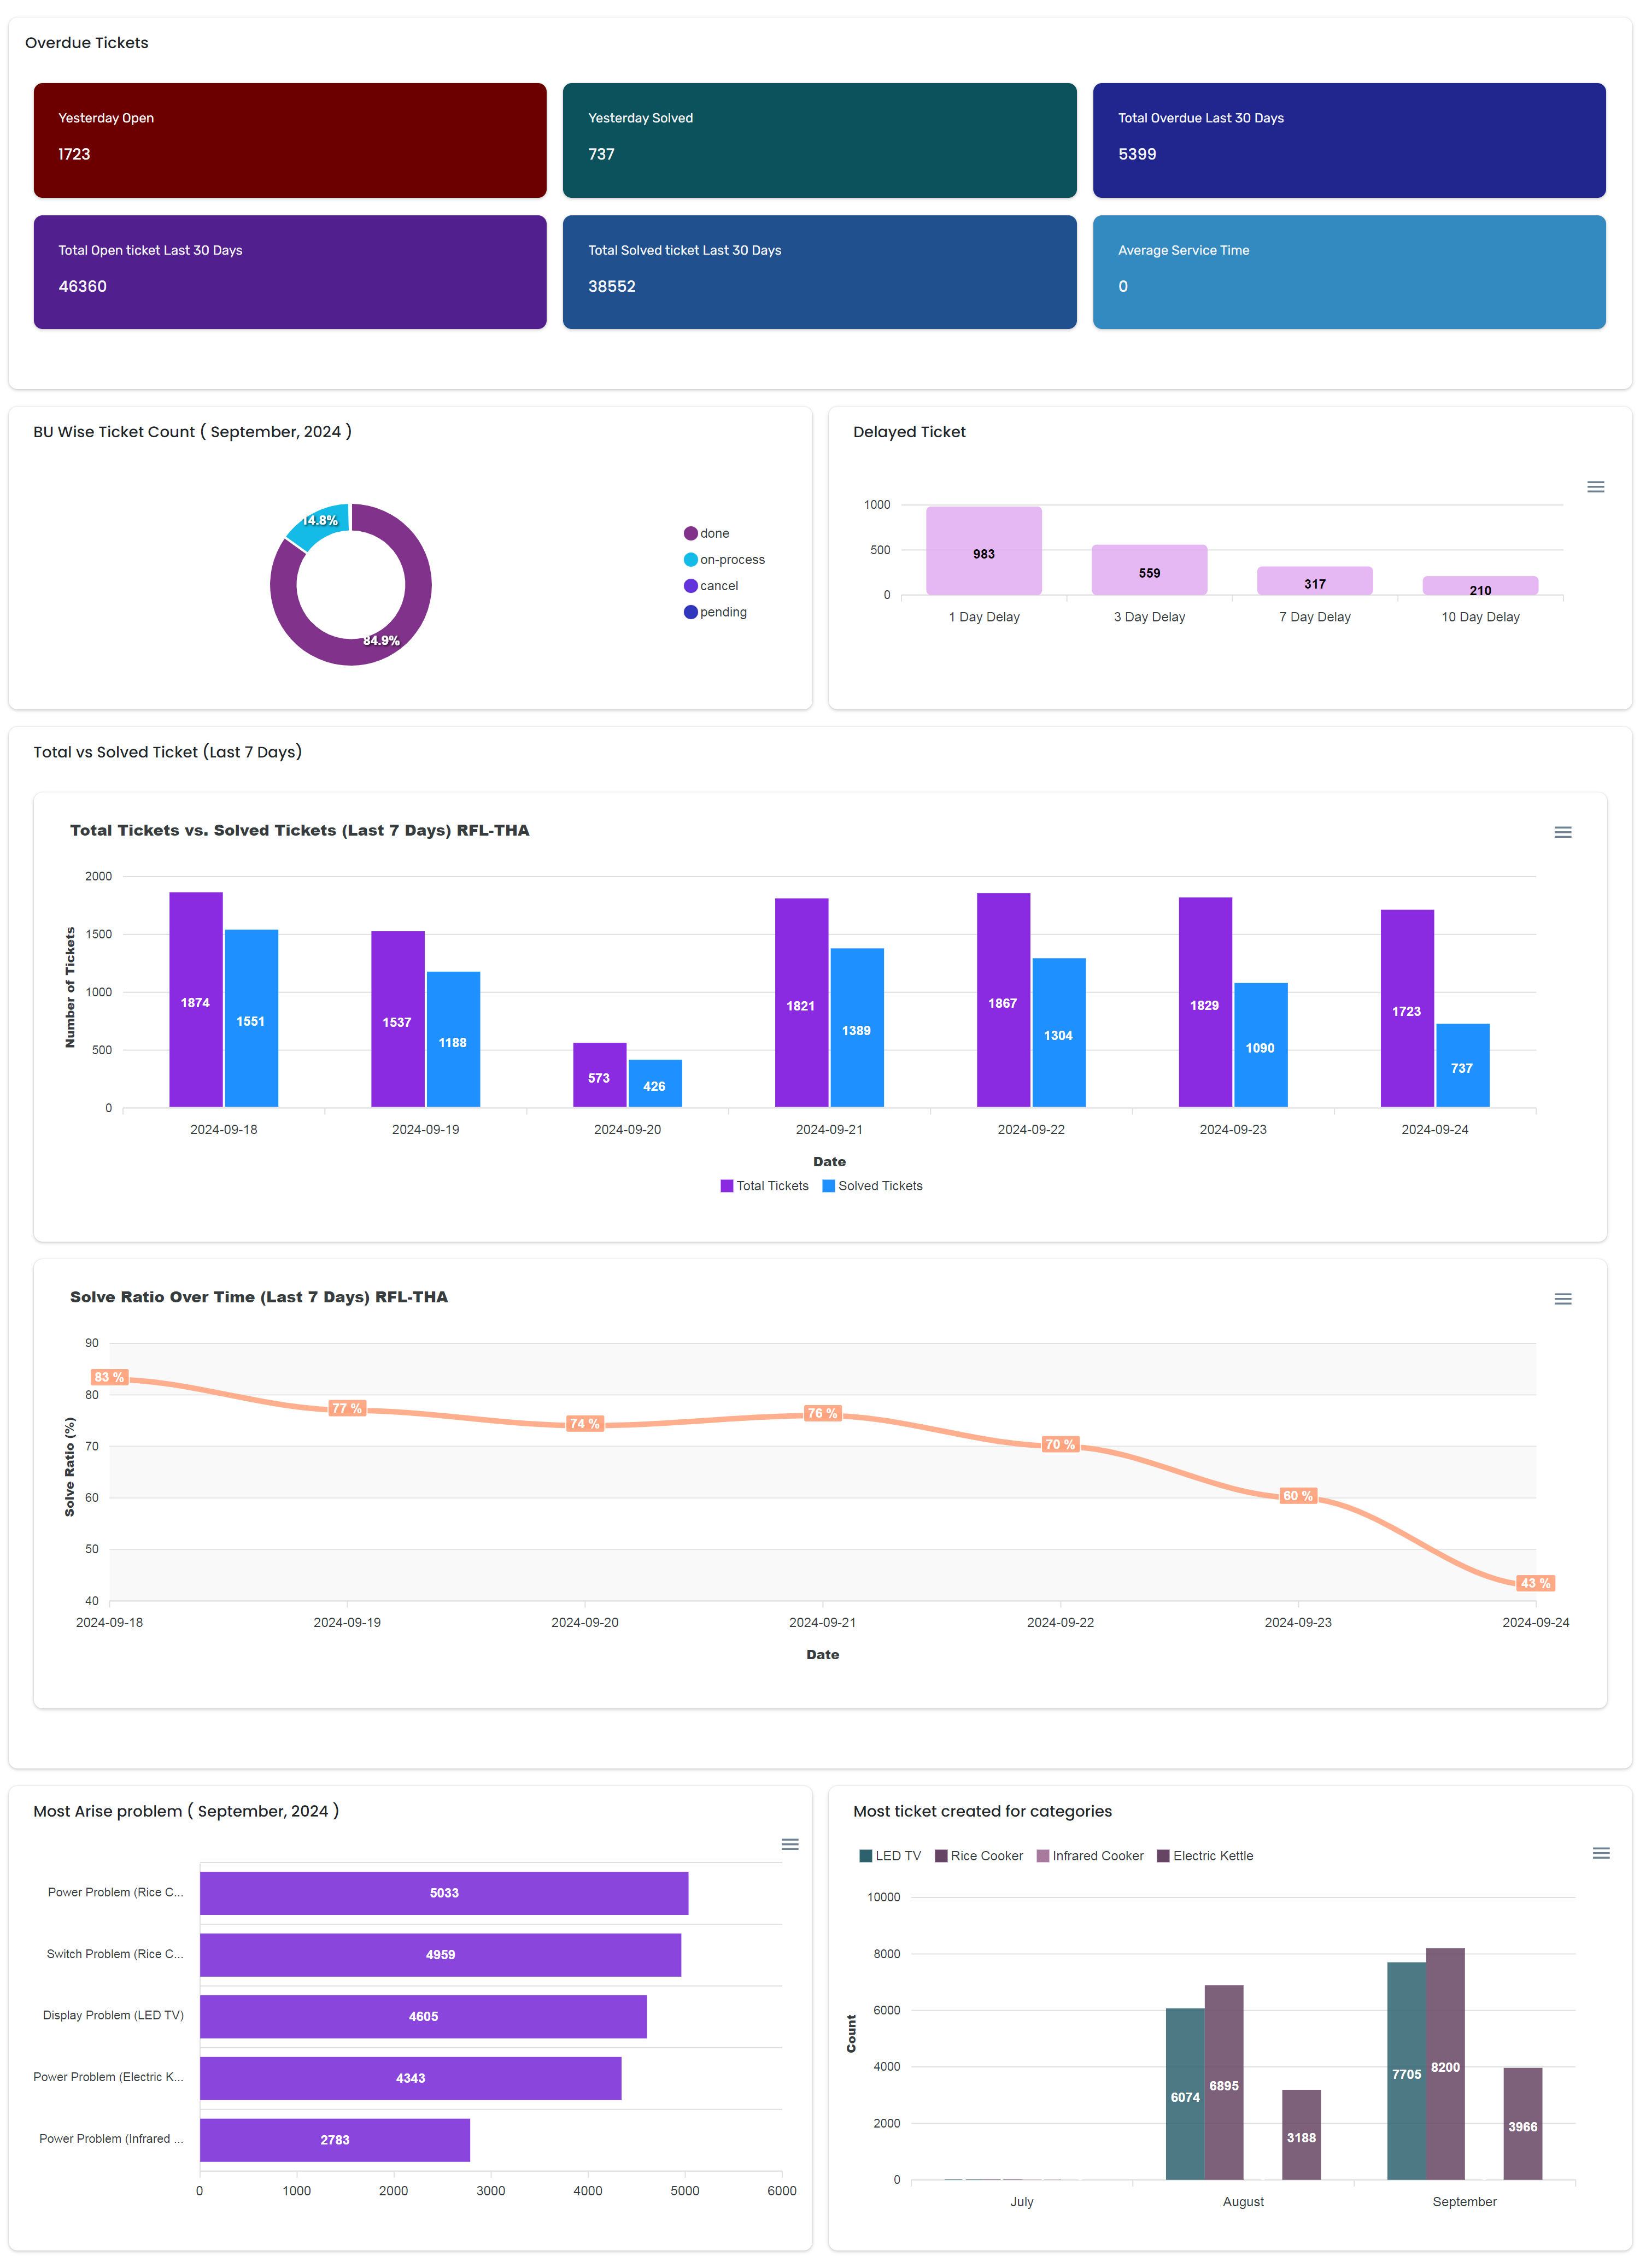 Overdue Tickets
Yesterday Open
1723
Yesterday Solved
737
Total Overdue Last 30 Days
5399
Total Open ticket Last 30 Days
46360
Total Solved ticket Last 30 Days
38552
Average Service Time
0
BU Wise Ticket Count ( September, 2024 )
14.8%
84.9%
done
on-process
cancel
pending
Delayed Ticket
1000
500
0
983
559
317
210
1 Day Delay
3 Day Delay
7 Day Delay
10 Day Delay
Total vs Solved Ticket (Last 7 Days)
Total Tickets vs. Solved Tickets (Last 7 Days) RFL-THA
Number of Tickets
2000
1500
1000
500
0
1874
1551
1537
1188
573
426
1821
1389
1867
1304
1829
1090
1723
737
2024-09-18
2024-09-19
2024-09-20
2024-09-21
2024-09-22
2024-09-23
2024-09-24
Date
Total Tickets
Solved Tickets
Solve Ratio Over Time (Last 7 Days) RFL-THA
Solve Ratio (%)
90
80
70
60
50
40
83 %
77 %
74 %
76 %
70 %
60 %
43 %
2024-09-18
2024-09-19
2024-09-20
2024-09-21
2024-09-22
2024-09-23
2024-09-24
Date
Most Arise problem ( September, 2024 )
Power Problem (Rice C...
5033
Switch Problem (Rice C...
4959
Display Problem (LED TV)
4605
Power Problem (Electric K...
4343
Power Problem (Infrared ...
2783
0
1000
2000
3000
4000
5000
6000
Most ticket created for categories
LED TV
Rice Cooker
Infrared Cooker
Electric Kettle
Count
10000
8000
6000
4000
2000
0
6074
6895
3188
7705
8200
3966
July
August
September